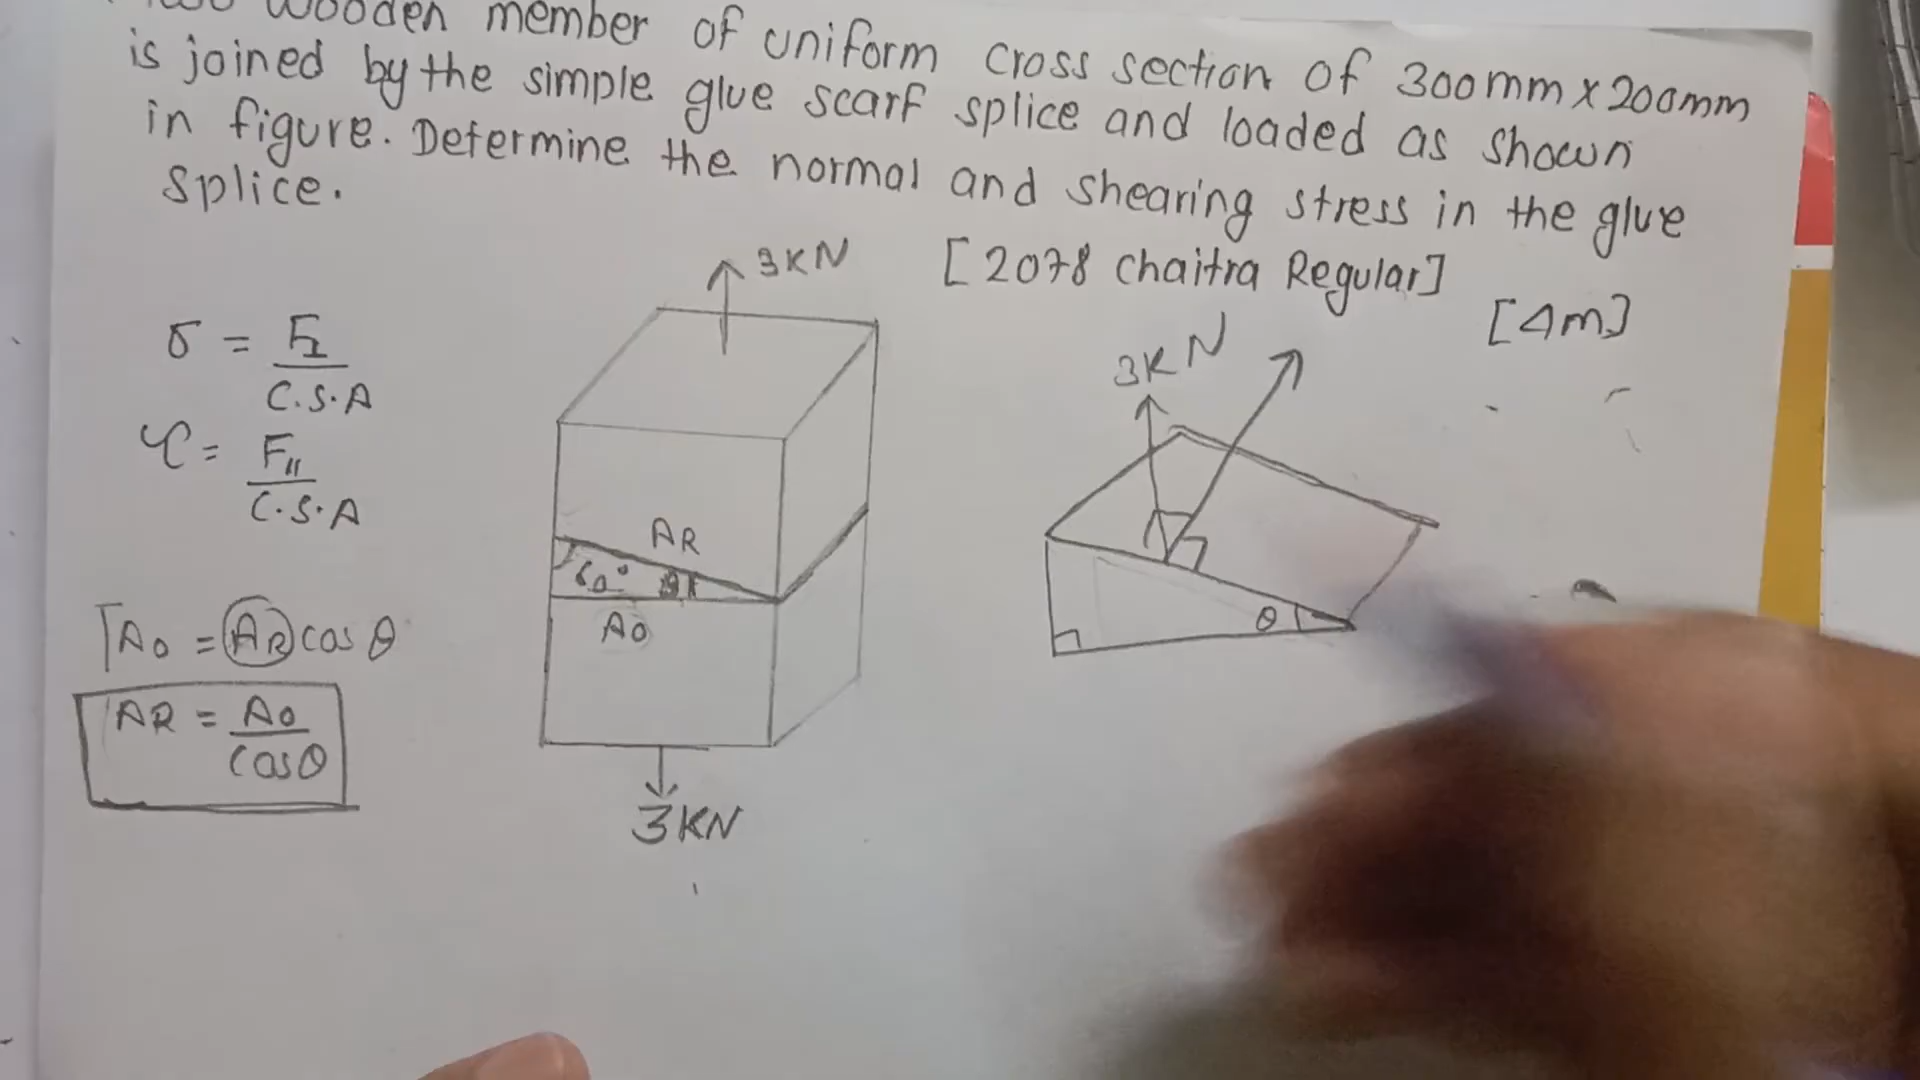 wooden member of uniform cross section of 300mm x 200mm
is joined by the simple glue scarf splice and loaded as shown
in figure. Determine the normal and shearing stress in the glue
splice.
[2078 Chaitra Regular]
[4m]
3KN
σ = F⊥ / C.S.A
τ = F∥ / C.S.A
3KN
AR
60°
θ
A0
A0 = AR cos θ
AR = A0 / cosθ
3KN